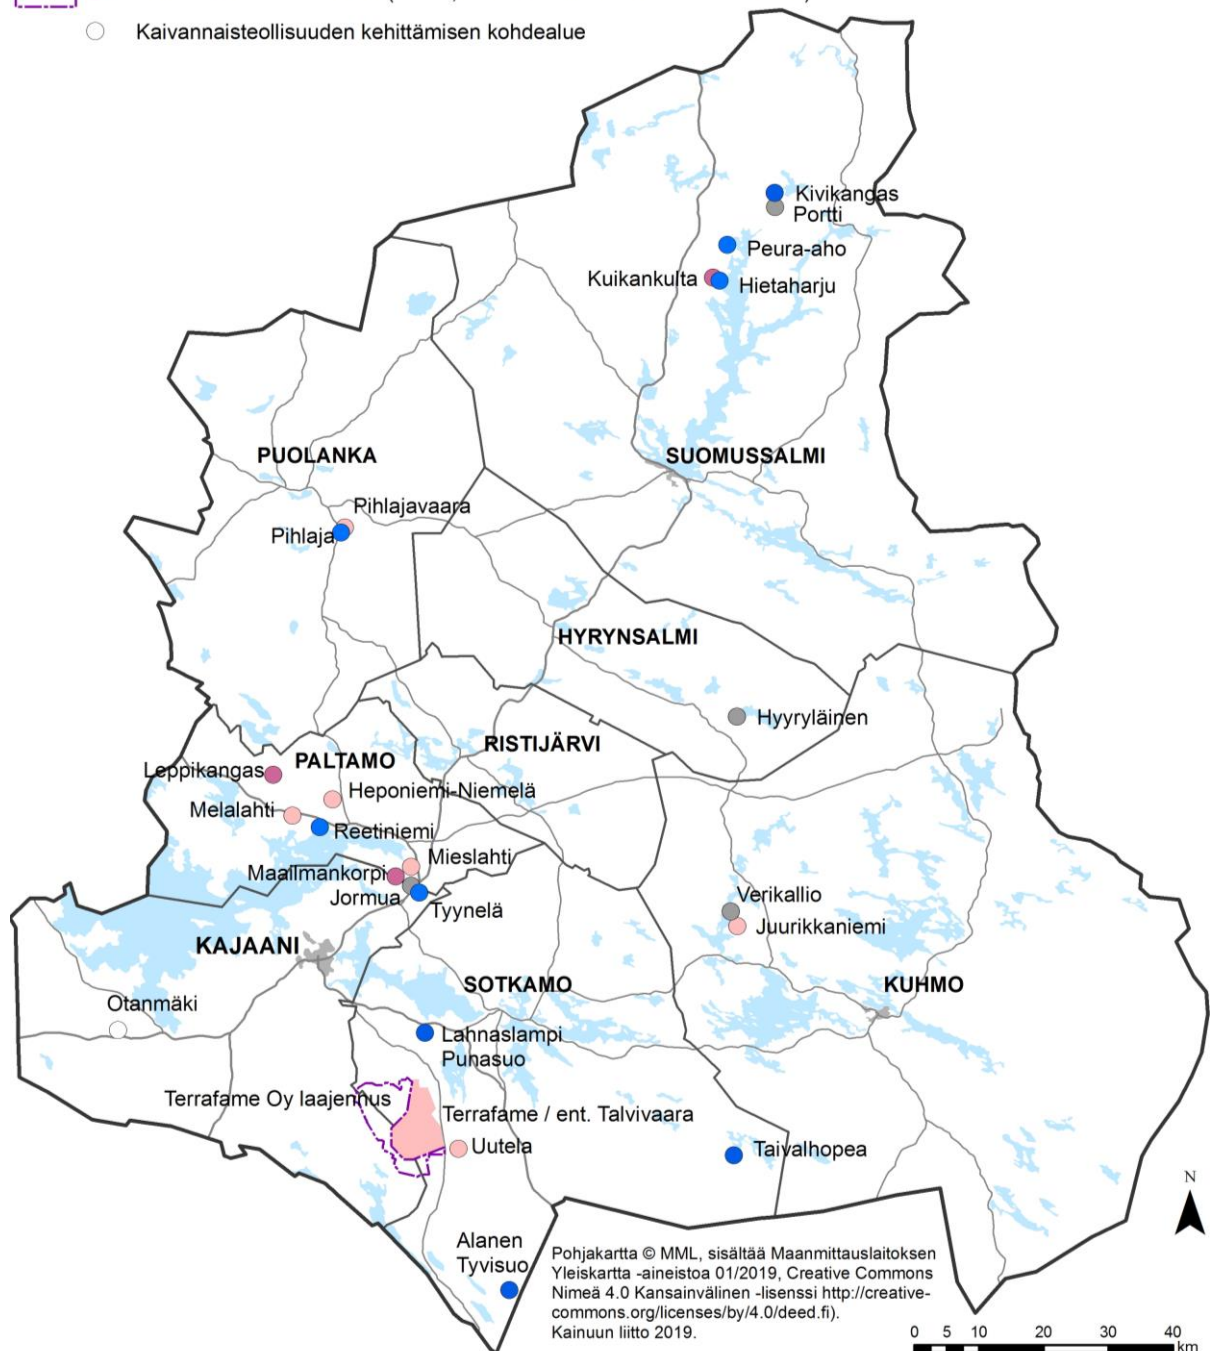 Kaivannaisteollisuuden kehittämisen kohdealue
Kivikangas
Portti
Peura-aho
Kuikankulta
Hietaharju
PUOLANKA
SUOMUSSALMI
Pihlajavaara
Pihlaja
HYRYNSALMI
Hyyryläinen
RISTIJÄRVI
PALTAMO
Leppikangas
Heponiemi-Niemelä
Melalahti
Reetiniemi
Mieslahti
Maailmankorpi
Jormua
Tyynelä
Verikallio
Juurikkaniemi
KAJAANI
SOTKAMO
KUHMO
Otanmäki
Lahnaslampi
Punasuo
Terrafame Oy laajennus
Terrafame / ent. Talvivaara
Uutela
Taivalhopea
Alanen
Tyvisuo
N
Pohjakartta © MML, sisältää Maanmittauslaitoksen
Yleiskartta -aineistoa 01/2019, Creative Commons
Nimeä 4.0 Kansainvälinen -lisenssi http://creative-
commons.org/licenses/by/4.0/deed.fi).
Kainuun liitto 2019.
0 5 10 20 30 40
km